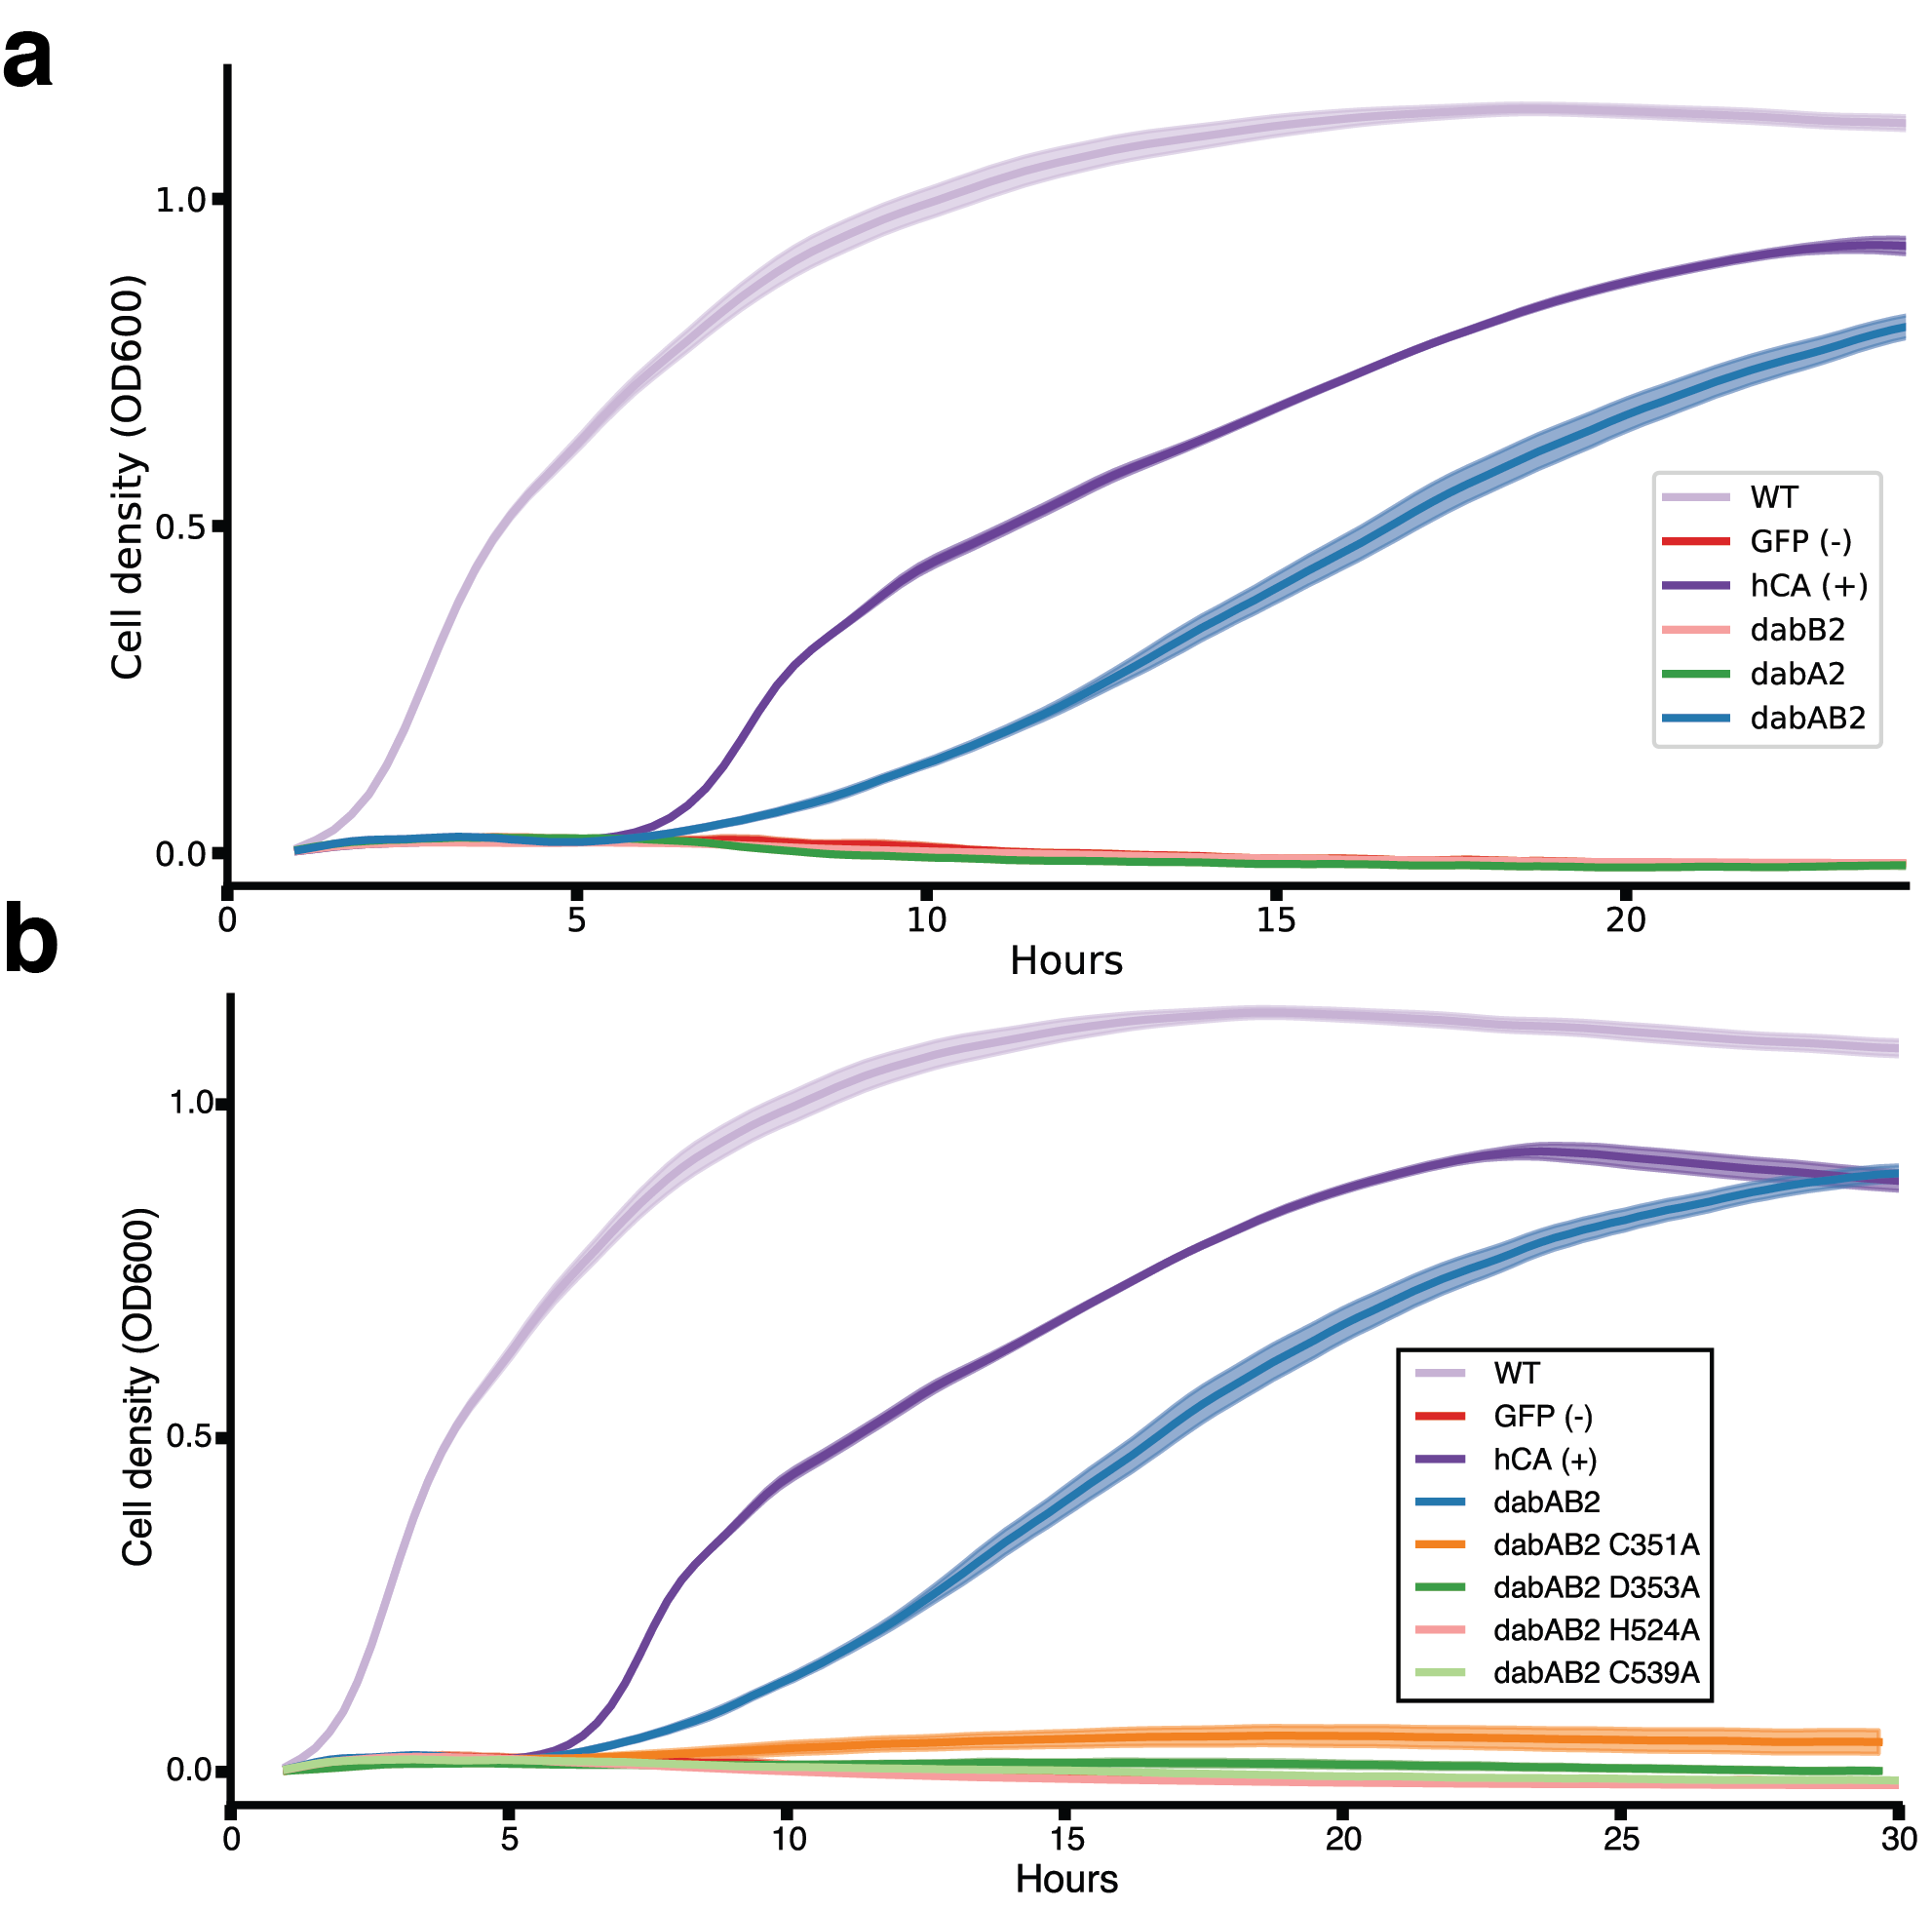 a
Cell density (OD600)
1.0
0.5
0.0
WT
GFP (-)
hCA (+)
dabB2
dabA2
dabAB2
0 5 10 15 20
Hours
b
Cell density (OD600)
1.0
0.5
0.0
WT
GFP (-)
hCA (+)
dabAB2
dabAB2 C351A
dabAB2 D353A
dabAB2 H524A
dabAB2 C539A
0 5 10 15 20 25 30
Hours